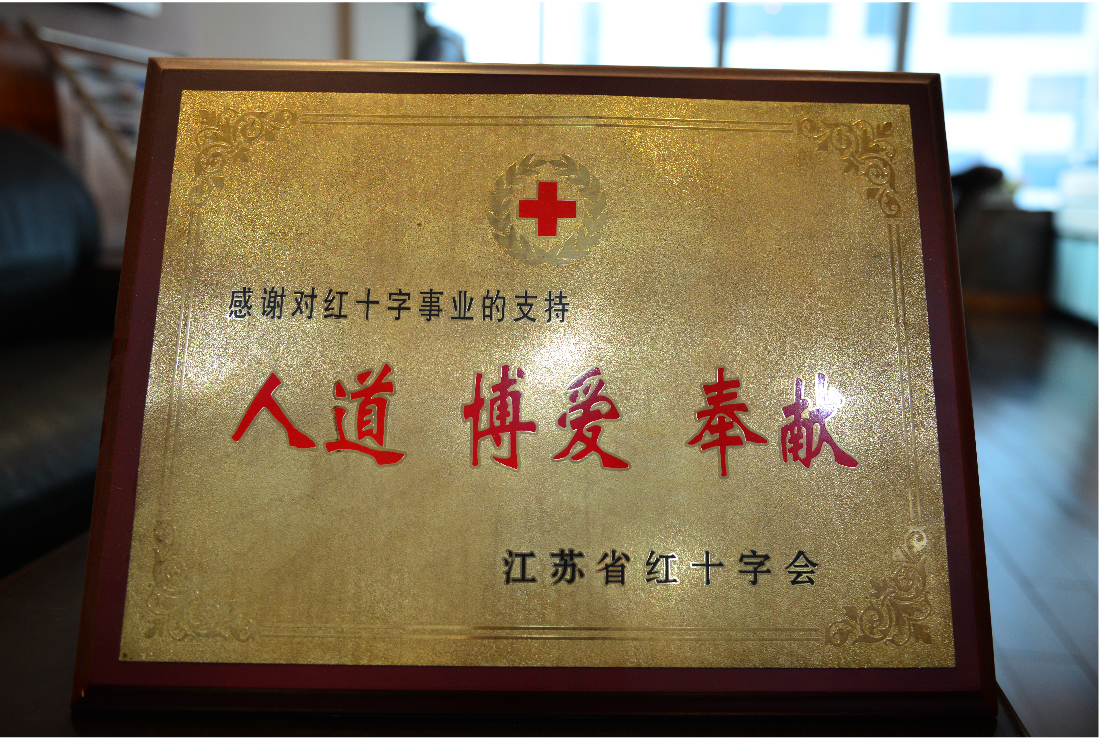 感谢对红十字事业的支持
人道 博爱 奉献
江苏省红十字会